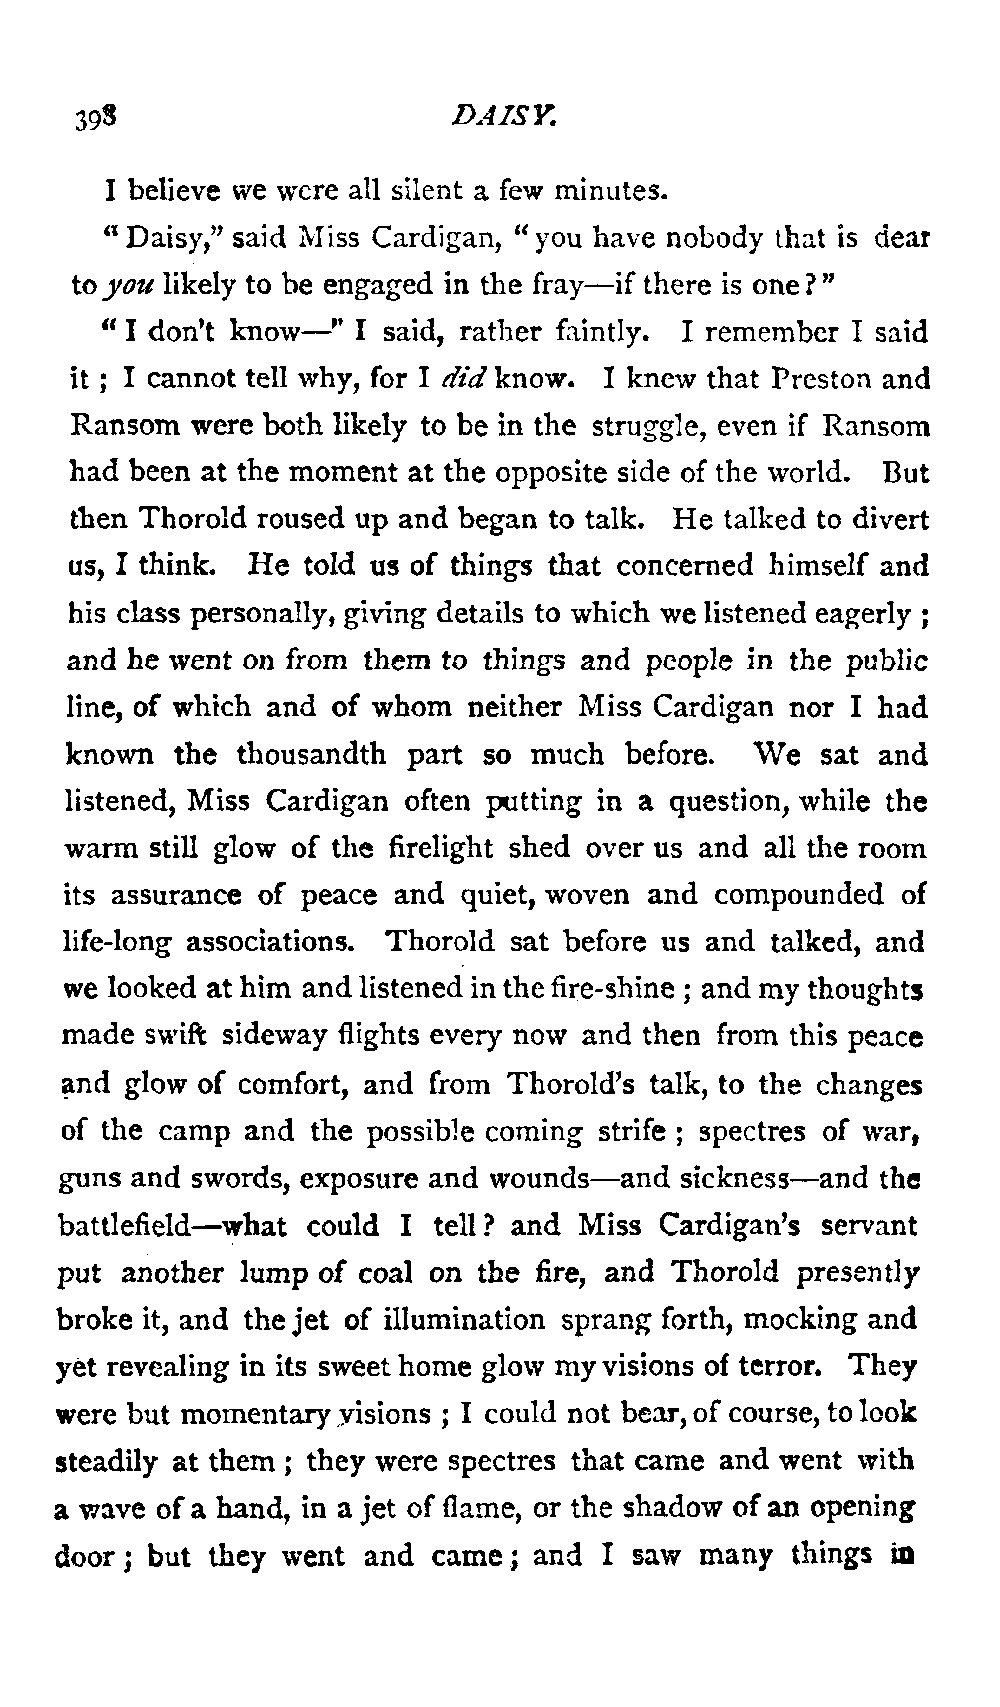 398 DAISY.
I believe we were all silent a few minutes.
“Daisy,” said Miss Cardigan, “you have nobody that is dear
to you likely to be engaged in the fray—if there is one?”
“I don't know—” I said, rather faintly. I remember I said
it; I cannot tell why, for I did know. I knew that Preston and
Ransom were both likely to be in the struggle, even if Ransom
had been at the moment at the opposite side of the world. But
then Thorold roused up and began to talk. He talked to divert
us, I think. He told us of things that concerned himself and
his class personally, giving details to which we listened eagerly;
and he went on from them to things and people in the public
line, of which and of whom neither Miss Cardigan nor I had
known the thousandth part so much before. We sat and
listened, Miss Cardigan often putting in a question, while the
warm still glow of the firelight shed over us and all the room
its assurance of peace and quiet, woven and compounded of
life-long associations. Thorold sat before us and talked, and
we looked at him and listened in the fire-shine; and my thoughts
made swift sideway flights every now and then from this peace
and glow of comfort, and from Thorold's talk, to the changes
of the camp and the possible coming strife; spectres of war,
guns and swords, exposure and wounds—and sickness—and the
battlefield—what could I tell? and Miss Cardigan's servant
put another lump of coal on the fire, and Thorold presently
broke it, and the jet of illumination sprang forth, mocking and
yet revealing in its sweet home glow my visions of terror. They
were but momentary visions; I could not bear, of course, to look
steadily at them; they were spectres that came and went with
a wave of a hand, in a jet of flame, or the shadow of an opening
door; but they went and came; and I saw many things in